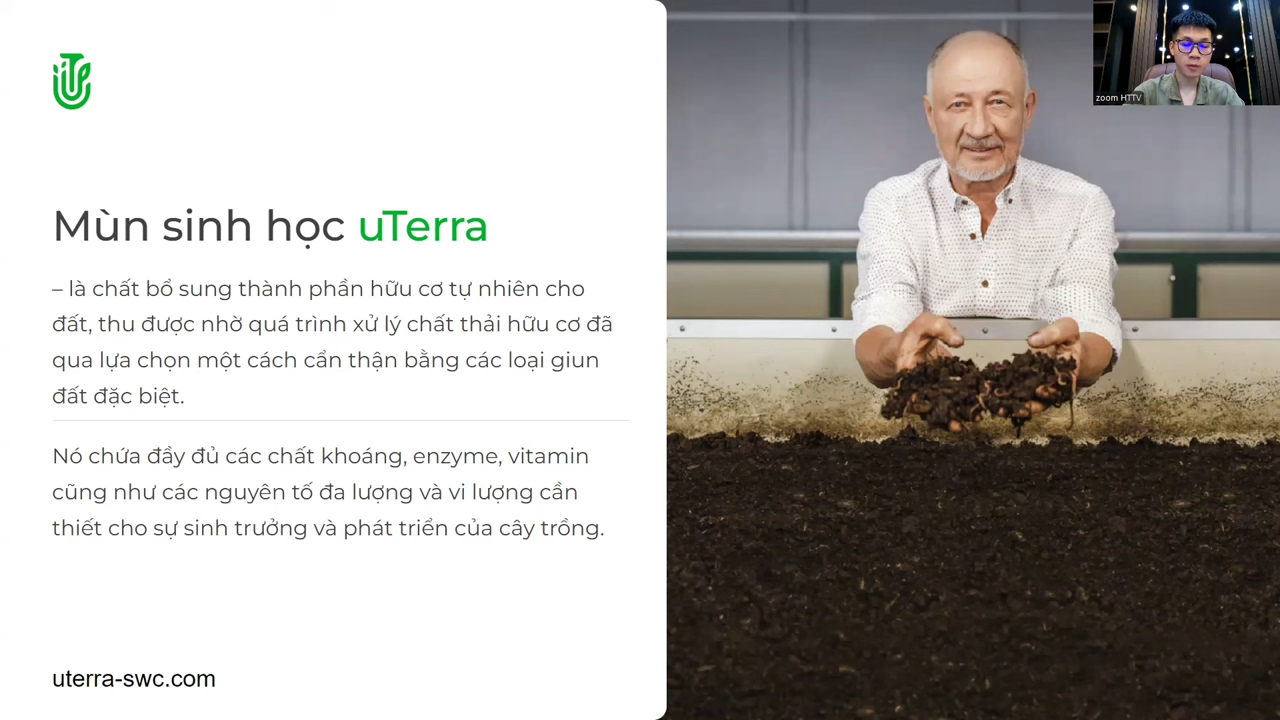 Mùn sinh học uTerra
– là chất bổ sung thành phần hữu cơ tự nhiên cho
đất, thu được nhờ quá trình xử lý chất thải hữu cơ đã
qua lựa chọn một cách cẩn thận bằng các loại giun
đất đặc biệt.
Nó chứa đầy đủ các chất khoáng, enzyme, vitamin
cũng như các nguyên tố đa lượng và vi lượng cần
thiết cho sự sinh trưởng và phát triển của cây trồng.
uterra-swc.com
zoom HTTV